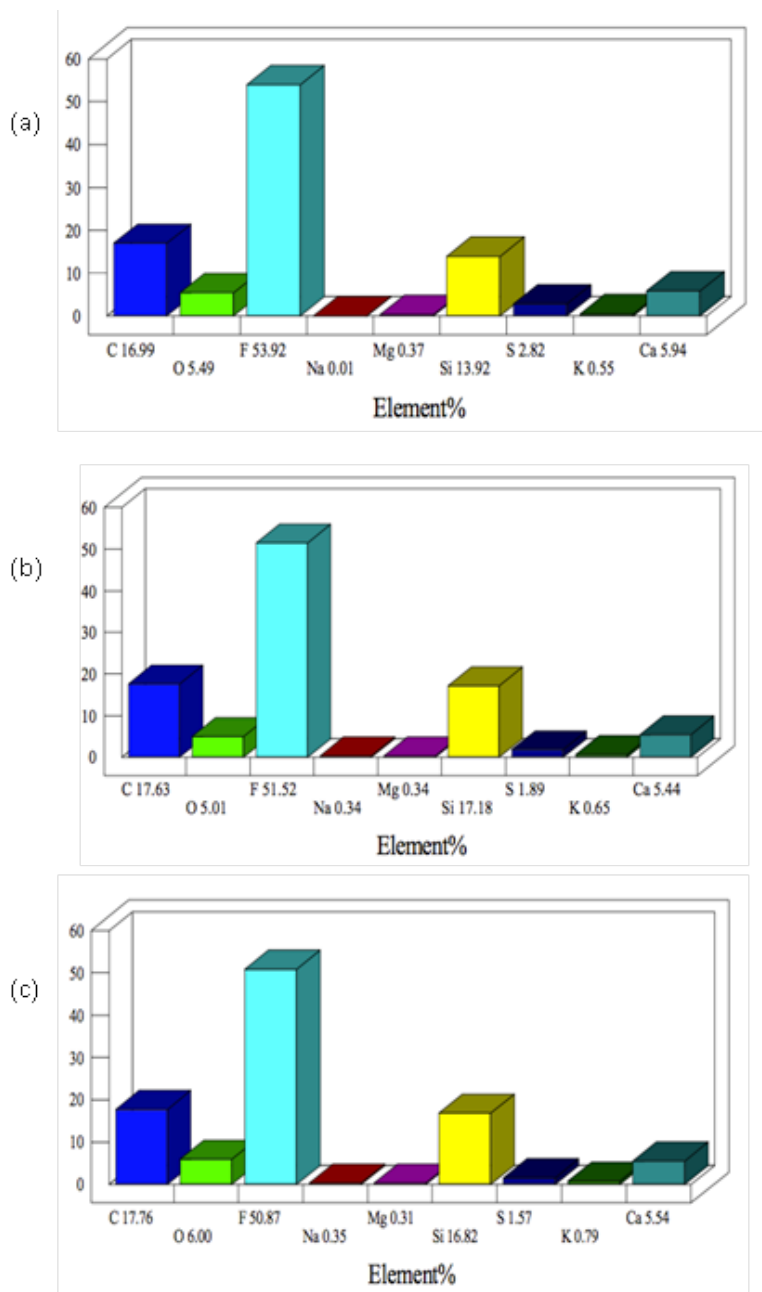 (a)
60
50
40
30
20
10
0
C 16.99 F 53.92 Mg 0.37 S 2.82 Ca 5.94
O 5.49 Na 0.01 Si 13.92 K 0.55
Element%
(b)
60
50
40
30
20
10
0
C 17.63 F 51.52 Mg 0.34 S 1.89 Ca 5.44
O 5.01 Na 0.34 Si 17.18 K 0.65
Element%
(c)
60
50
40
30
20
10
0
C 17.76 F 50.87 Mg 0.31 S 1.57 Ca 5.54
O 6.00 Na 0.35 Si 16.82 K 0.79
Element%